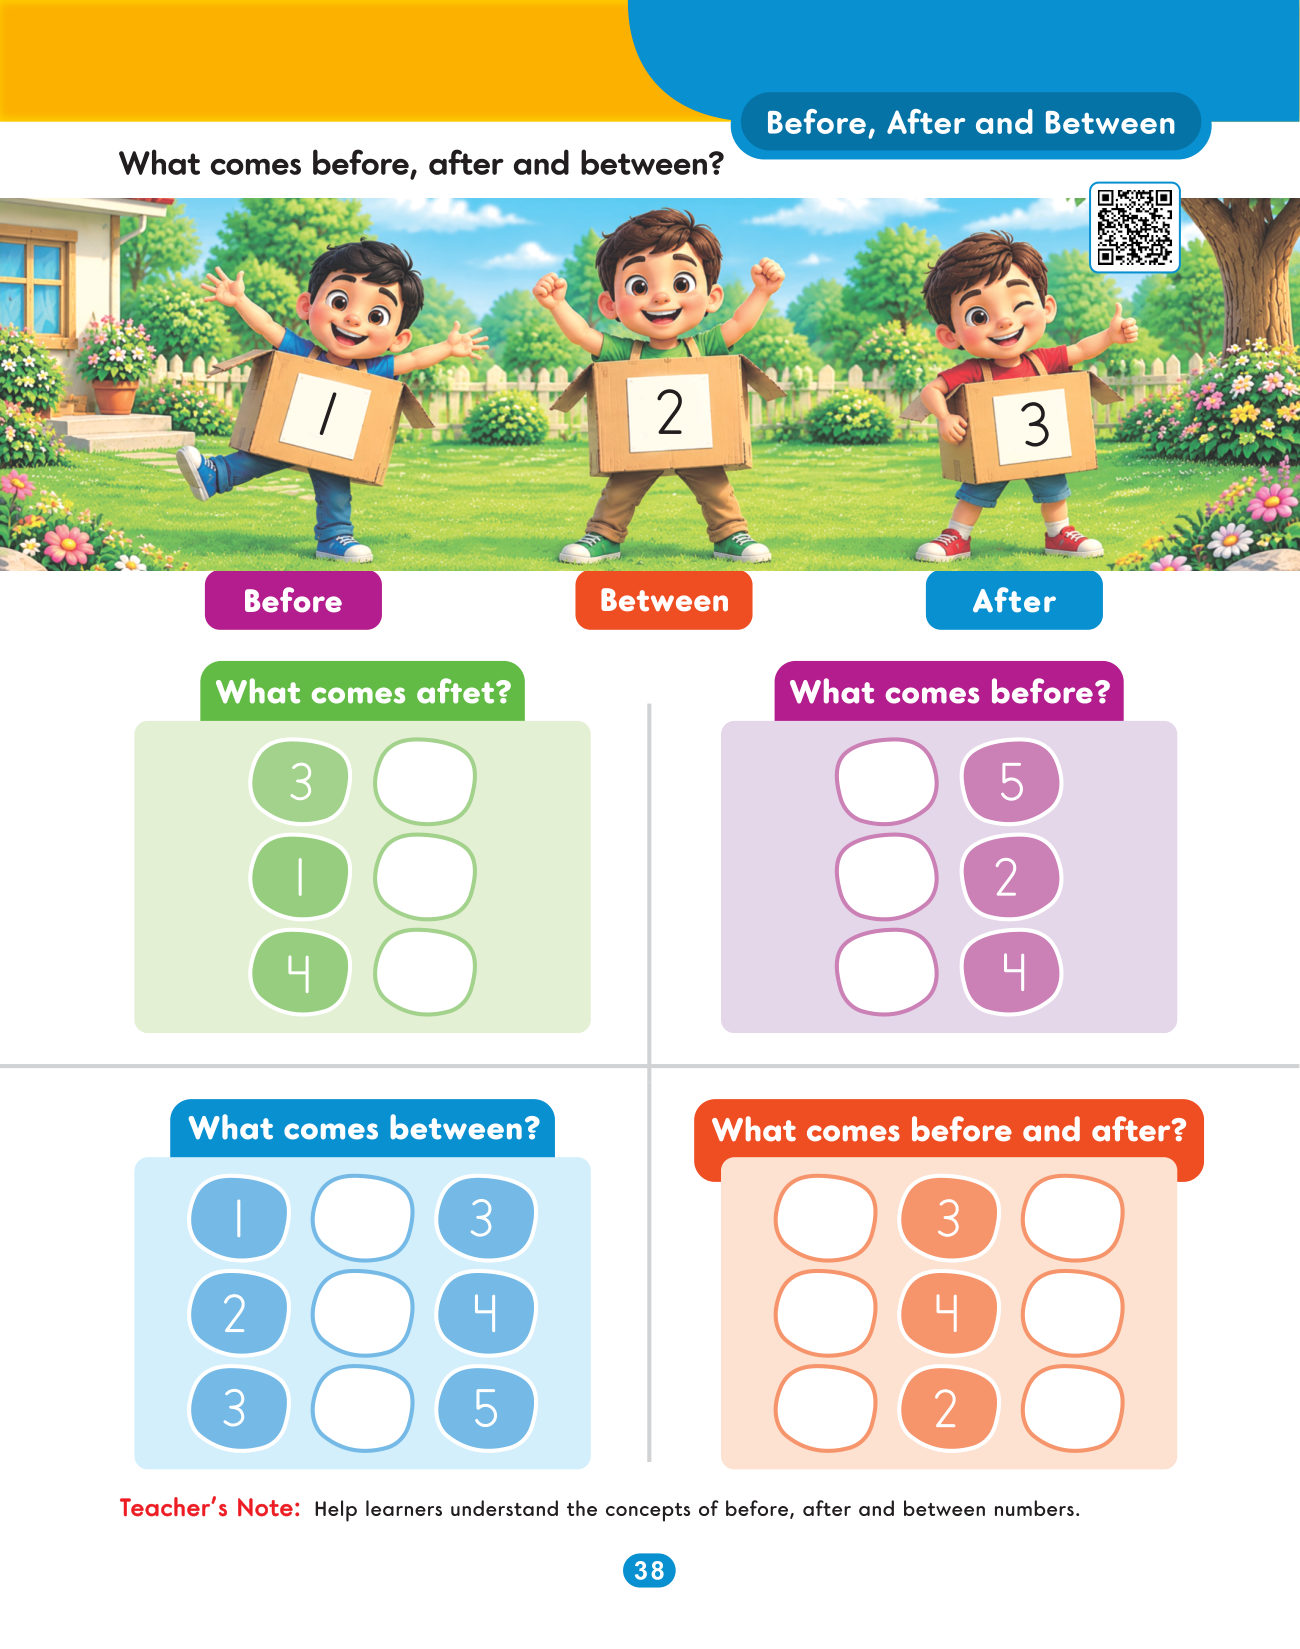 Before, After and Between
What comes before, after and between?
1 2 3
Before Between After
What comes aftet?
3
1
4
What comes before?
5
2
4
What comes between?
1 3
2 4
3 5
What comes before and after?
3
4
2
Teacher's Note: Help learners understand the concepts of before, after and between numbers.
38